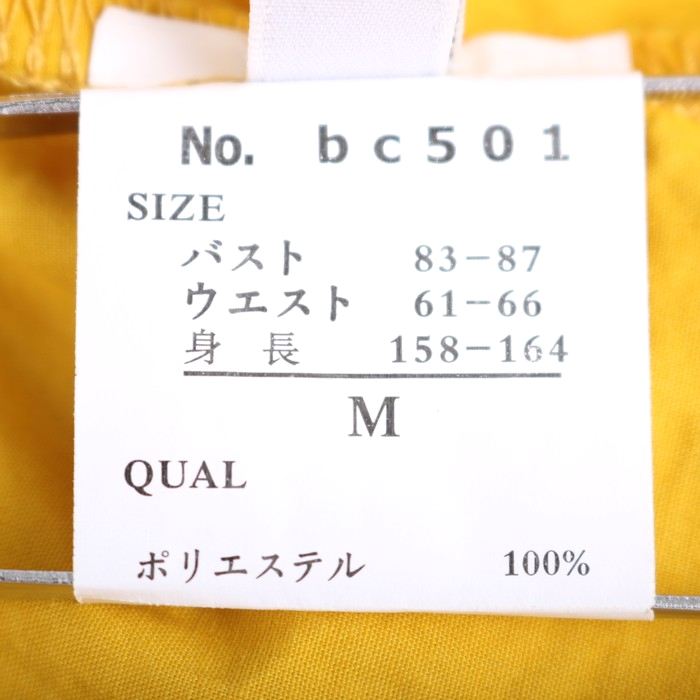 No. bc501
SIZE
バスト 83-87
ウエスト 61-66
身長 158-164
M
QUAL
ポリエステル 100%